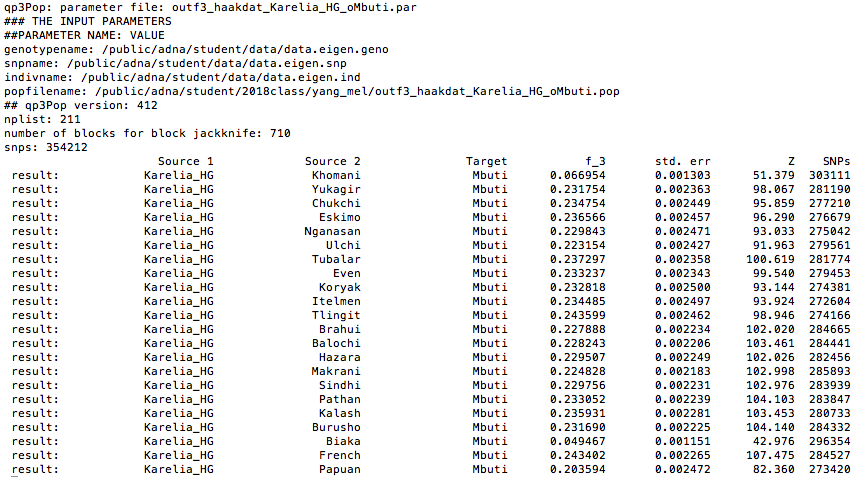 qp3Pop: parameter file: outf3_haakdat_Karelia_HG_oMbuti.par
### THE INPUT PARAMETERS
##PARAMETER NAME: VALUE
genotypename: /public/adna/student/data/data.eigen.geno
snpname: /public/adna/student/data/data.eigen.snp
indivname: /public/adna/student/data/data.eigen.ind
popfilename: /public/adna/student/2018class/yang_mel/outf3_haakdat_Karelia_HG_oMbuti.pop
## qp3Pop version: 412
nplist: 211
number of blocks for block jackknife: 710
snps: 354212
Source 1 Source 2 Target f_3 std. err Z SNPs
result: Karelia_HG Khomani Mbuti 0.066954 0.001303 51.379 303111
result: Karelia_HG Yukagir Mbuti 0.231754 0.002363 98.067 281190
result: Karelia_HG Chukchi Mbuti 0.234754 0.002449 95.859 277210
result: Karelia_HG Eskimo Mbuti 0.236566 0.002457 96.290 276679
result: Karelia_HG Nganasan Mbuti 0.229843 0.002471 93.033 275042
result: Karelia_HG Ulchi Mbuti 0.223154 0.002427 91.963 279561
result: Karelia_HG Tubalar Mbuti 0.237297 0.002358 100.619 281774
result: Karelia_HG Even Mbuti 0.233237 0.002343 99.540 279453
result: Karelia_HG Koryak Mbuti 0.232818 0.002500 93.144 274381
result: Karelia_HG Itelmen Mbuti 0.234485 0.002497 93.924 272604
result: Karelia_HG Tlingit Mbuti 0.243599 0.002462 98.946 274166
result: Karelia_HG Brahui Mbuti 0.227888 0.002234 102.020 284665
result: Karelia_HG Balochi Mbuti 0.228243 0.002206 103.461 284441
result: Karelia_HG Hazara Mbuti 0.229507 0.002249 102.026 282456
result: Karelia_HG Makrani Mbuti 0.224828 0.002183 102.998 285893
result: Karelia_HG Sindhi Mbuti 0.229756 0.002231 102.976 283939
result: Karelia_HG Pathan Mbuti 0.233052 0.002239 104.103 283847
result: Karelia_HG Kalash Mbuti 0.235931 0.002281 103.453 280733
result: Karelia_HG Burusho Mbuti 0.231690 0.002225 104.140 284332
result: Karelia_HG Biaka Mbuti 0.049467 0.001151 42.976 296354
result: Karelia_HG French Mbuti 0.243402 0.002265 107.475 284527
result: Karelia_HG Papuan Mbuti 0.203594 0.002472 82.360 273420